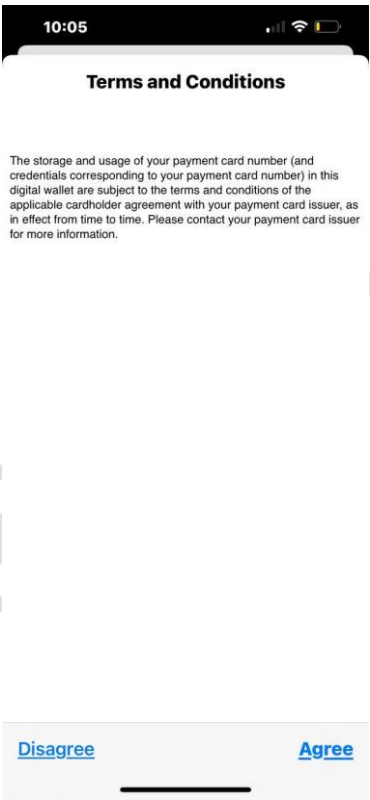 10:05
Terms and Conditions
The storage and usage of your payment card number (and
credentials corresponding to your payment card number) in this
digital wallet are subject to the terms and conditions of the
applicable cardholder agreement with your payment card issuer, as
in effect from time to time. Please contact your payment card issuer
for more information.
Disagree
Agree